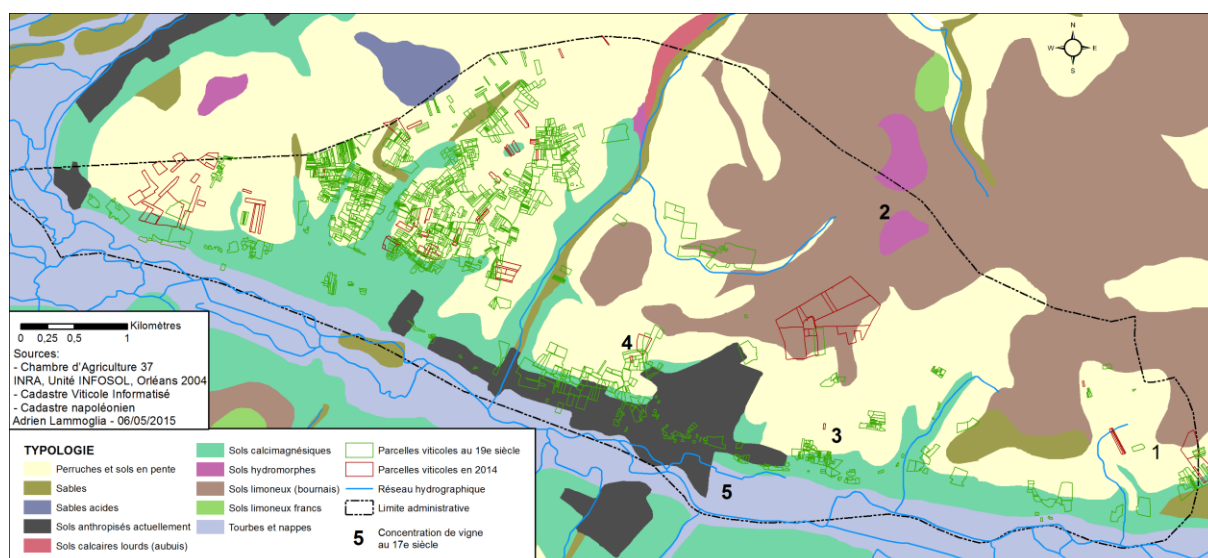 N
W
E
S
2
4
3
1
5
Kilomètres
0 0,25 0,5 1
Sources:
- Chambre d'Agriculture 37
INRA, Unité INFOSOL, Orléans 2004
- Cadastre Viticole Informatisé
- Cadastre napoléonien
Adrien Lammoglia - 06/05/2015
TYPOLOGIE
Perruches et sols en pente
Sables
Sables acides
Sols anthropisés actuellement
Sols calcaires lourds (aubuis)
Sols calcimagnésiques
Sols hydromorphes
Sols limoneux (bournais)
Sols limoneux francs
Tourbes et nappes
Parcelles viticoles au 19e siècle
Parcelles viticoles en 2014
Réseau hydrographique
Limite administrative
5 Concentration de vigne
au 17e siècle